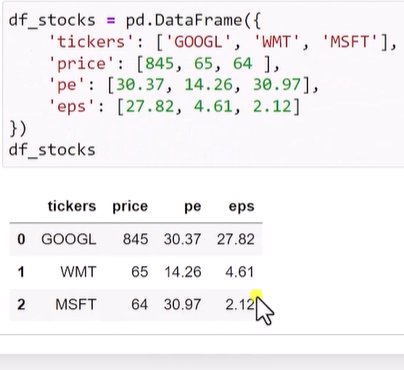 df_stocks = pd.DataFrame({
    'tickers': ['GOOGL', 'WMT', 'MSFT'],
    'price': [845, 65, 64 ],
    'pe': [30.37, 14.26, 30.97],
    'eps': [27.82, 4.61, 2.12]
})
df_stocks
tickers price pe eps
0 GOOGL 845 30.37 27.82
1 WMT 65 14.26 4.61
2 MSFT 64 30.97 2.12